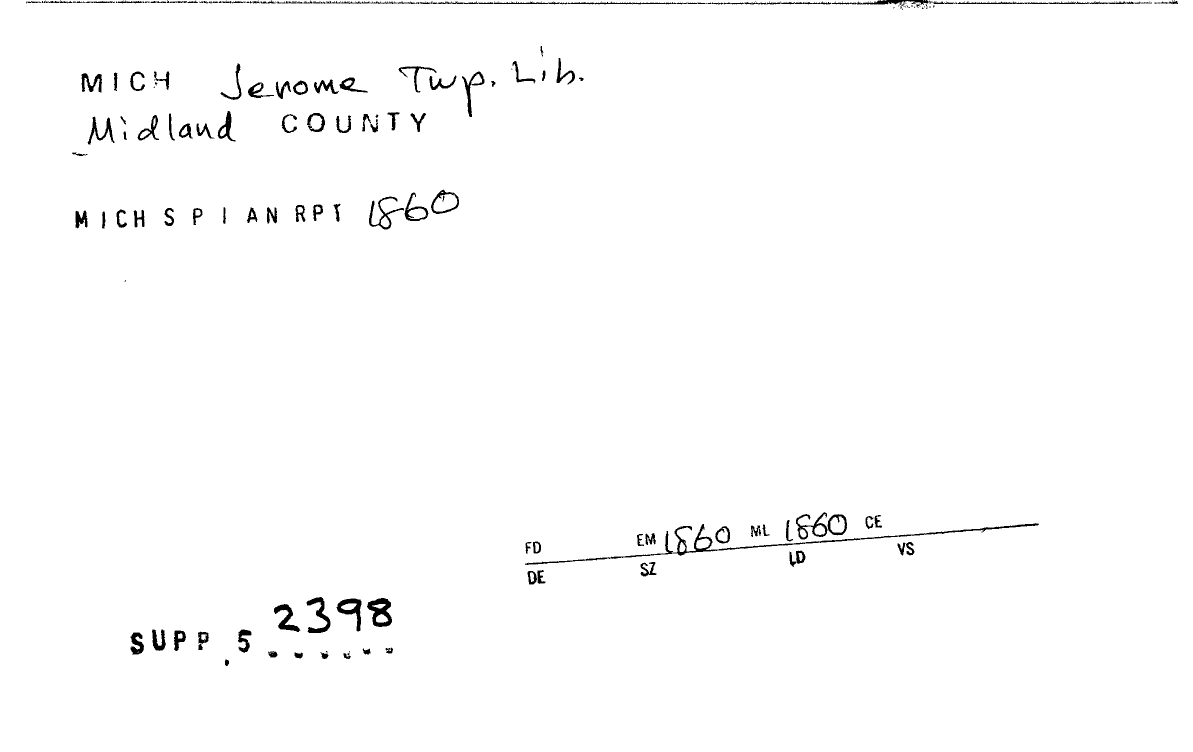 MICH Jerome Twp. Lib.
Midland COUNTY
MICH S P I AN RPT 1860
FD EM 1860 ML 1860 CE
DE SZ LD VS
SUPP 5 2398